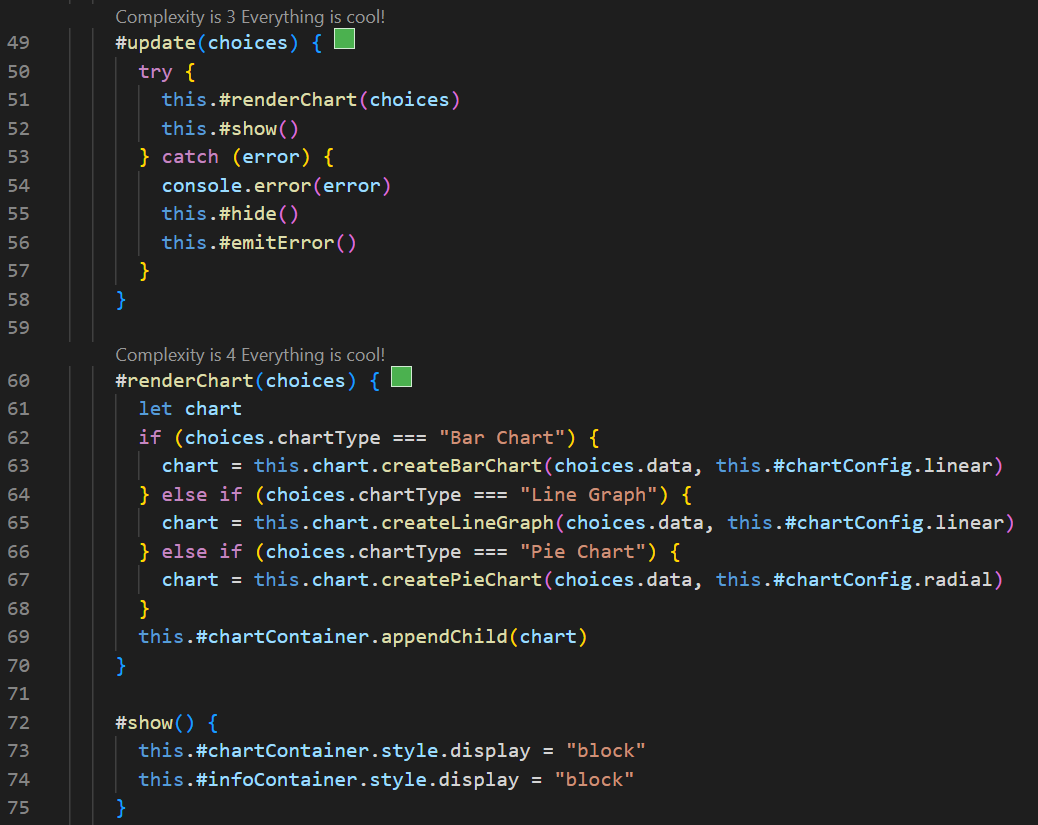 Complexity is 3 Everything is cool!
49 #update(choices) {
50 try {
51 this.#renderChart(choices)
52 this.#show()
53 } catch (error) {
54 console.error(error)
55 this.#hide()
56 this.#emitError()
57 }
58 }
59
Complexity is 4 Everything is cool!
60 #renderChart(choices) {
61 let chart
62 if (choices.chartType === "Bar Chart") {
63 chart = this.chart.createBarChart(choices.data, this.#chartConfig.linear)
64 } else if (choices.chartType === "Line Graph") {
65 chart = this.chart.createLineGraph(choices.data, this.#chartConfig.linear)
66 } else if (choices.chartType === "Pie Chart") {
67 chart = this.chart.createPieChart(choices.data, this.#chartConfig.radial)
68 }
69 this.#chartContainer.appendChild(chart)
70 }
71
72 #show() {
73 this.#chartContainer.style.display = "block"
74 this.#infoContainer.style.display = "block"
75 }